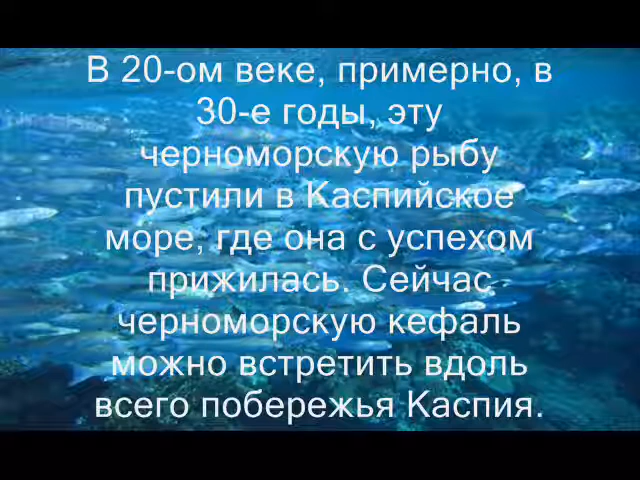 В 20-ом веке, примерно, в
30-е годы, эту
черноморскую рыбу
пустили в Каспийское
море, где она с успехом
прижилась. Сейчас
черноморскую кефаль
можно встретить вдоль
всего побережья Каспия.